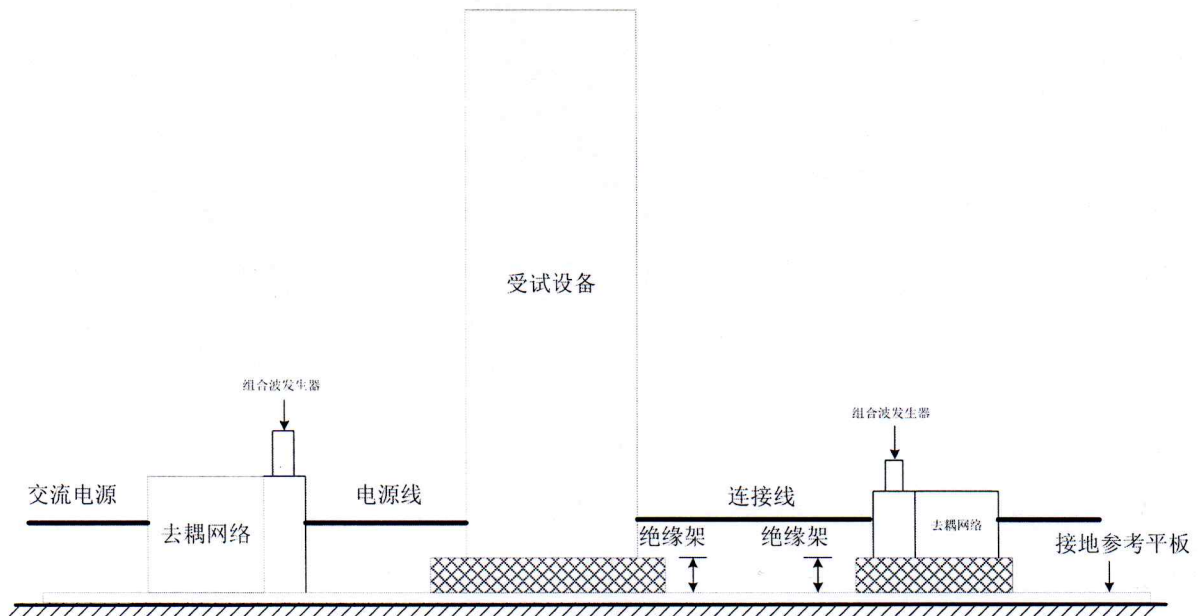 受试设备
组合波发生器
组合波发生器
交流电源
电源线
连接线
去耦网络
去耦网络
绝缘架
绝缘架
接地参考平板